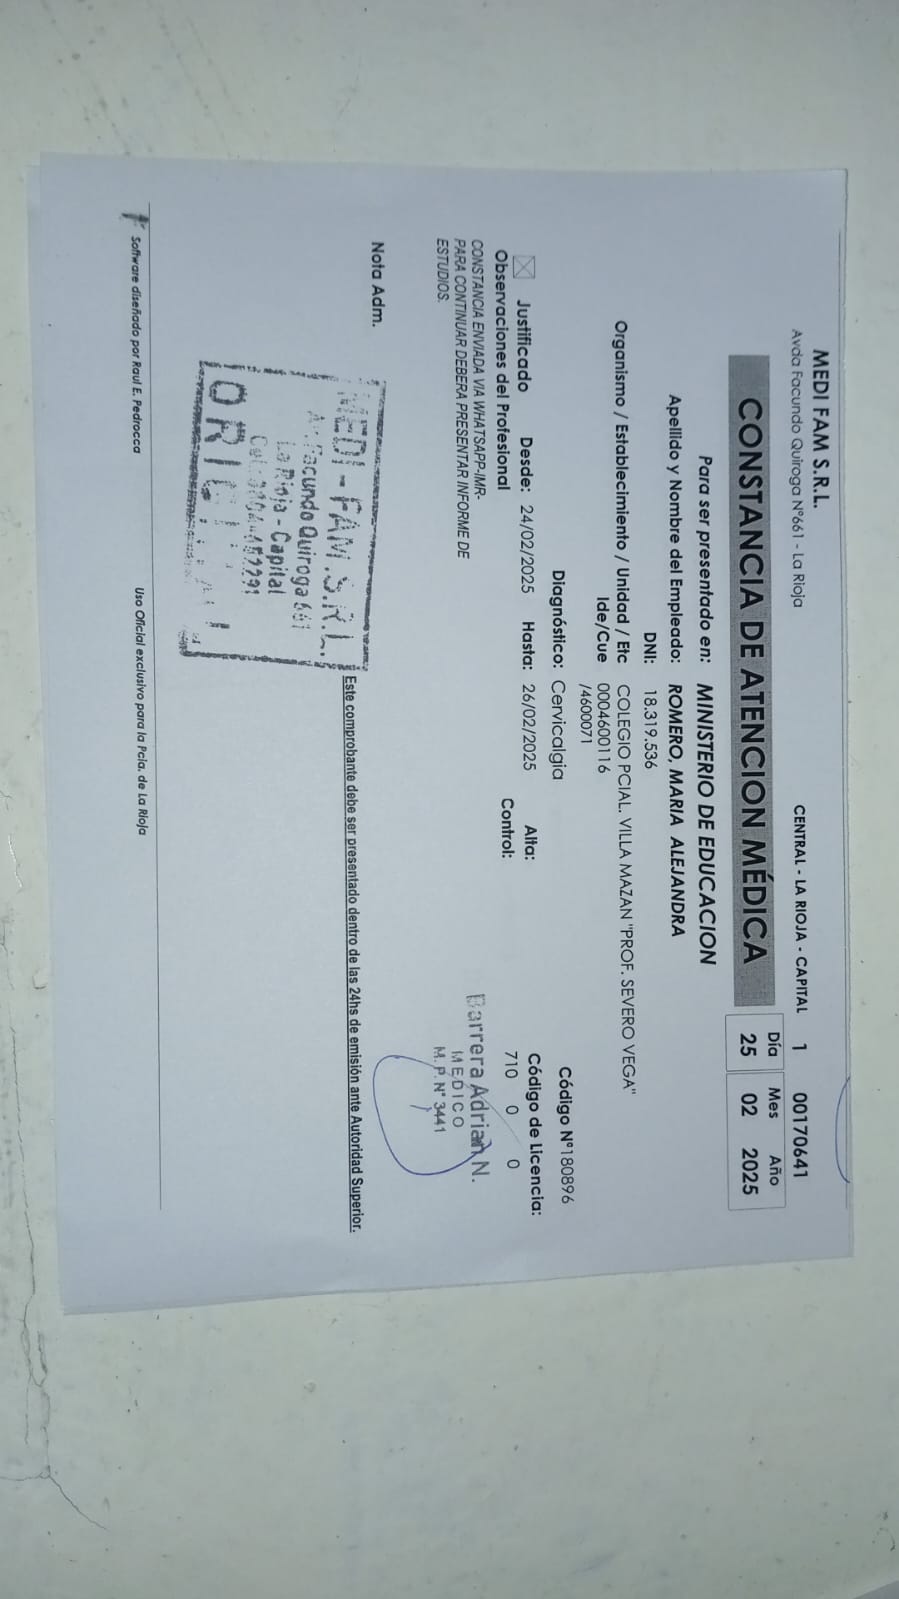 MEDI FAM S.R.L.
Avda Facundo Quiroga N°661 - La Rioja
CENTRAL - LA RIOJA - CAPITAL 1 00170641
CONSTANCIA DE ATENCION MÉDICA
Día Mes Año
25 02 2025
Para ser presentado en: MINISTERIO DE EDUCACION
Apellido y Nombre del Empleado: ROMERO, MARIA ALEJANDRA
DNI: 18.319.536
Organismo / Establecimiento / Unidad / Etc COLEGIO PCIAL. VILLA MAZAN "PROF. SEVERO VEGA"
Ide/Cue 0004600116
/4600071
Diagnóstico: Cervicalgia
Código N°180896
Justificado Desde: 24/02/2025 Hasta: 26/02/2025 Alta:
Código de Licencia:
Observaciones del Profesional
Control:
710 0 0
CONSTANCIA ENVIADA VIA WHATSAPP-IMR-
PARA CONTINUAR DEBERA PRESENTAR INFORME DE
ESTUDIOS.
Barrera Adrian N.
MEDICO
M.P. N° 3441
Nota Adm.
MEDI - FAM.S.R.L.
Av. Facundo Quiroga 661
La Rioja - Capital
Este comprobante debe ser presentado dentro de las 24hs de emisión ante Autoridad Superior.
Software diseñado por Raul E. Pedrocca
Uso Oficial exclusivo para la Pcia. de La Rioja